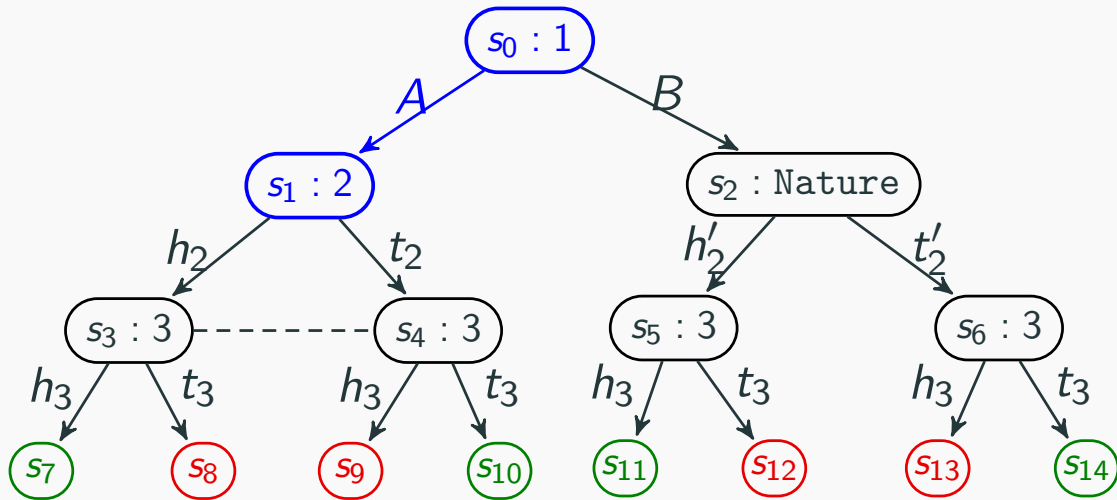 s₀ : 1
A B
s₁ : 2 s₂ : Nature
h₂ t₂ h′₂ t′₂
s₃ : 3 s₄ : 3 s₅ : 3 s₆ : 3
h₃ t₃ h₃ t₃ h₃ t₃ h₃ t₃
s₇ s₈ s₉ s₁₀ s₁₁ s₁₂ s₁₃ s₁₄